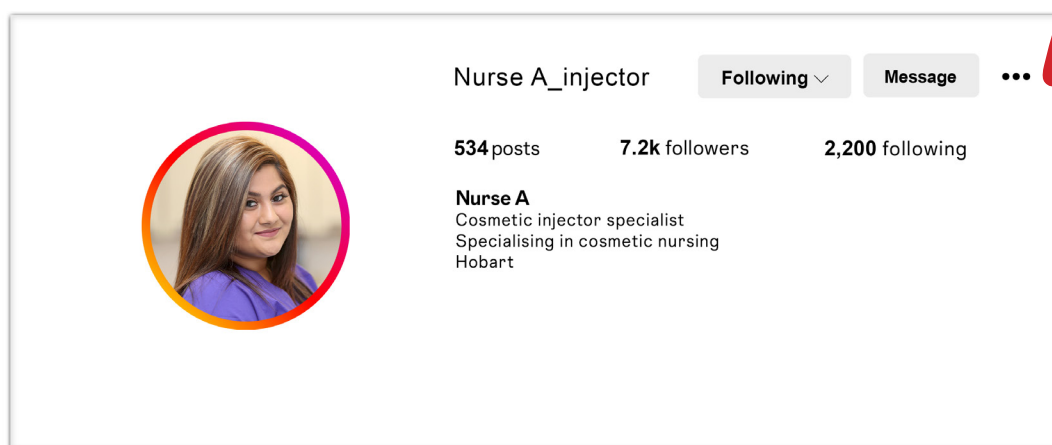 Nurse A_injector Following Message
534 posts 7.2k followers 2,200 following
Nurse A
Cosmetic injector specialist
Specialising in cosmetic nursing
Hobart